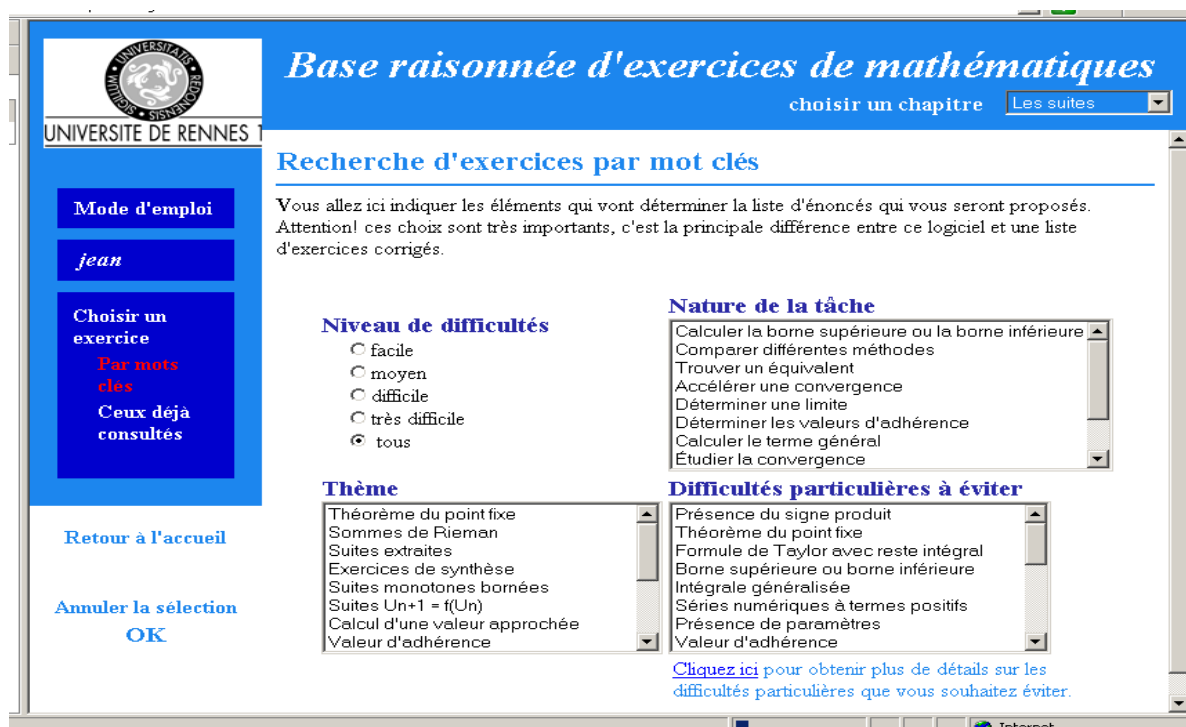 UNIVERSITE DE RENNES 1
Base raisonnée d'exercices de mathématiques
choisir un chapitre Les suites
Mode d'emploi
jean
Choisir un
exercice
Par mots
clés
Ceux déjà
consultés
Retour à l'accueil
Annuler la sélection
OK
Recherche d'exercices par mot clés
Vous allez ici indiquer les éléments qui vont déterminer la liste d'énoncés qui vous seront proposés.
Attention! ces choix sont très importants, c'est la principale différence entre ce logiciel et une liste
d'exercices corrigés.
Niveau de difficultés
facile
moyen
difficile
très difficile
tous
Nature de la tâche
Calculer la borne supérieure ou la borne inférieure
Comparer différentes méthodes
Trouver un équivalent
Accélérer une convergence
Déterminer une limite
Déterminer les valeurs d'adhérence
Calculer le terme général
Étudier la convergence
Thème
Théorème du point fixe
Sommes de Rieman
Suites extraites
Exercices de synthèse
Suites monotones bornées
Suites Un+1 = f(Un)
Calcul d'une valeur approchée
Valeur d'adhérence
Difficultés particulières à éviter
Présence du signe produit
Théorème du point fixe
Formule de Taylor avec reste intégral
Borne supérieure ou borne inférieure
Intégrale généralisée
Séries numériques à termes positifs
Présence de paramètres
Valeur d'adhérence
Cliquez ici pour obtenir plus de détails sur les
difficultés particulières que vous souhaitez éviter.
Internet